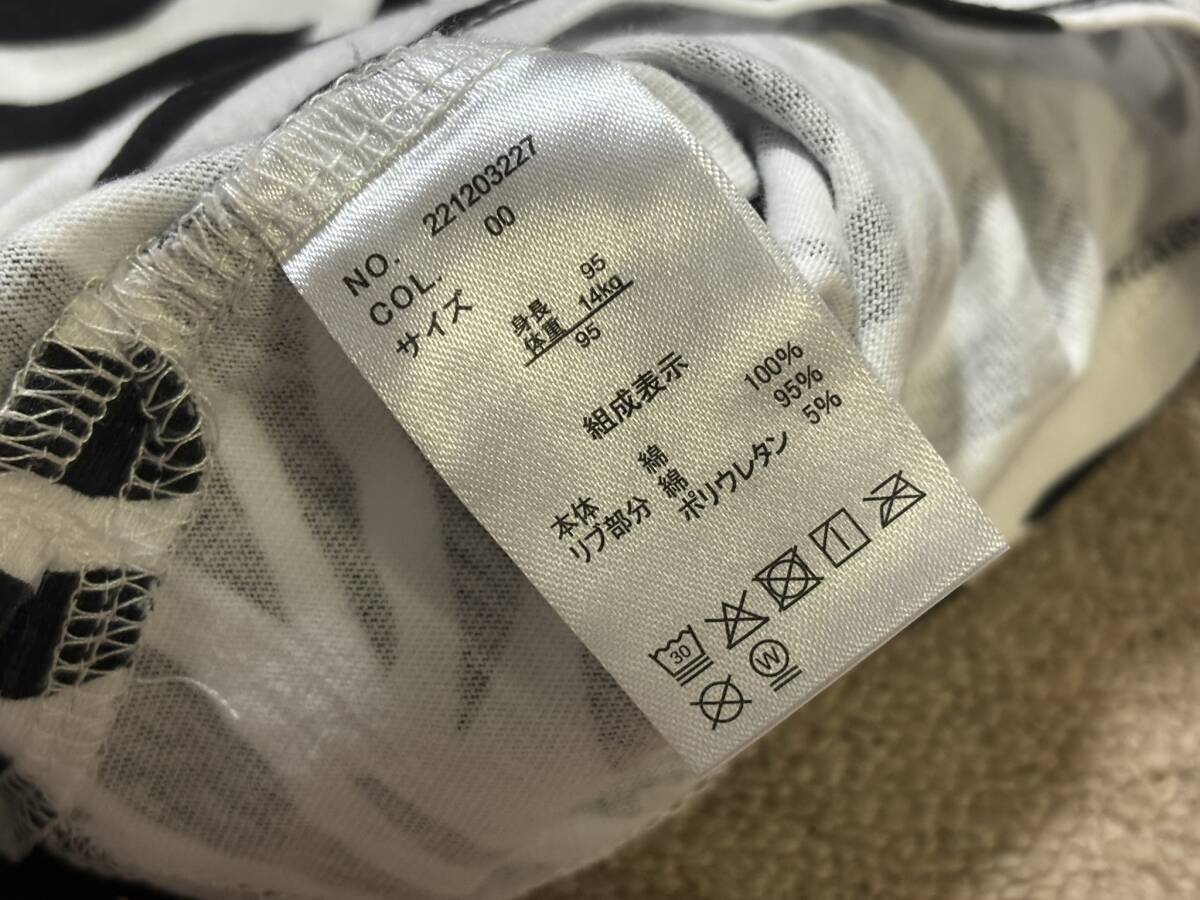 NO. 221203227
COL. 00
サイズ 身長 95
体重 14kg
95
組成表示
本体 綿 100%
リブ部分 綿 95%
ポリウレタン 5%
30
W